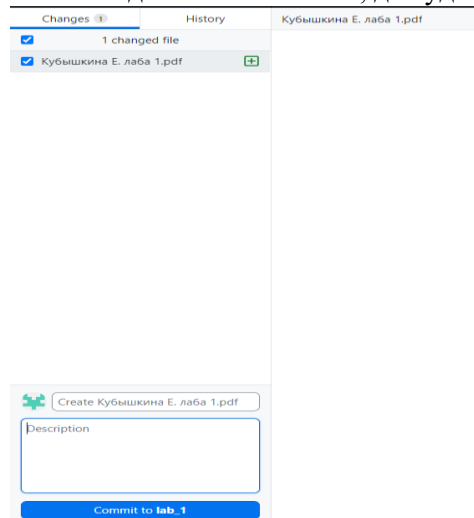 Changes 1 History Кубышкина Е. лаба 1.pdf
1 changed file
Кубышкина Е. лаба 1.pdf
Create Кубышкина Е. лаба 1.pdf
Description
Commit to lab_1